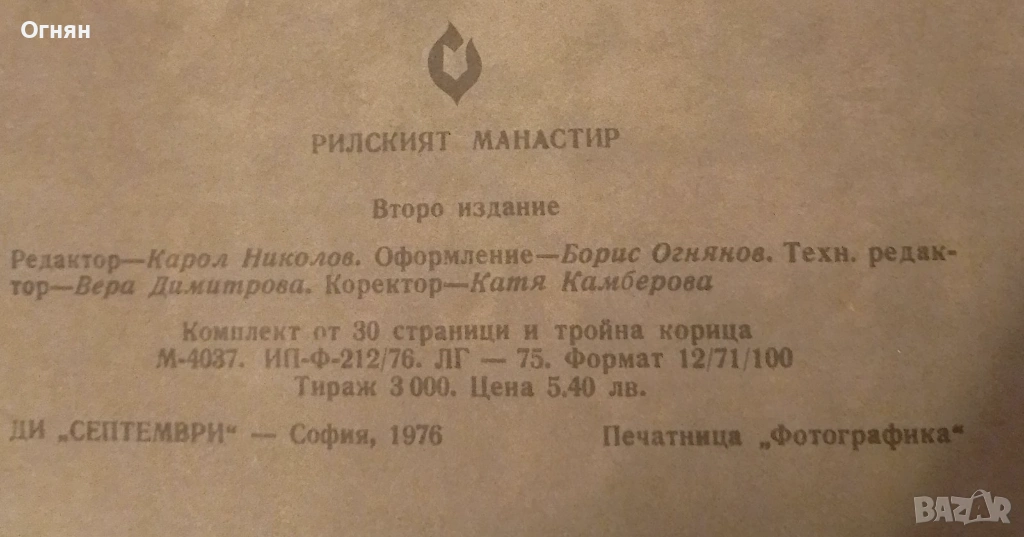 Огнян
РИЛСКИЯТ МАНАСТИР
Второ издание
Редактор—Карол Николов. Оформление—Борис Огнянов. Техн. редак-
тор—Вера Димитрова. Коректор—Катя Камберова
Комплект от 30 страници и тройна корица
М-4037. ИП-Ф-212/76. ЛГ — 75. Формат 12/71/100
Тираж 3 000. Цена 5.40 лв.
ДИ „СЕПТЕМВРИ“ — София, 1976 Печатница „Фотографика“
BAZAR